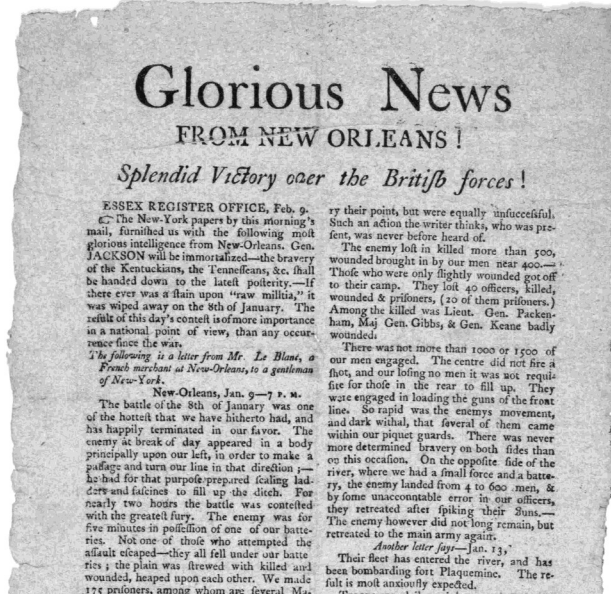 Glorious News
FROM NEW ORLEANS!
Splendid Victory over the British forces!
ESSEX REGISTER OFFICE, Feb. 9.
☞The New-York papers by this morning's
mail, furnished us with the following most
glorious intelligence from New-Orleans. Gen.
JACKSON will be immortalized—the bravery
of the Kentuckians, the Tennesseans, &c. shall
be handed down to the latest posterity.—If
there ever was a stain upon "raw militia," it
was wiped away on the 8th of January. The
result of this days contest is of more importance
in a national point of view, than any occur-
rence since the war.
The following is a letter from Mr. Le Blanc, a
French merchant at New-Orleans, to a gentleman
of New-York.
New-Orleans, Jan. 9—7 P. M.
The battle of the 8th of January was one
of the hottest that we have hitherto had, and
has happily terminated in our favor. The
enemy at break of day appeared in a body
principally upon our left, in order to make a
passage and turn our line in that direction;—
he had for that purpose prepared scaling lad-
ders and fascines to fill up the ditch. For
nearly two hours the battle was contested
with the greatest fury. The enemy was for
five minutes in possession of one of our batte-
ries. Not one of those who attempted the
assault escaped—they all fell under our batte
ries; the plain was strewed with killed and
wounded, heaped upon each other. We made
175 prisoners, among whom are several Ma-
ry their point, but were equally unsuccessful.
Such an action the writer thinks, who was pre-
sent, was never before heard of.
The enemy lost in killed more than 500,
wounded brought in by our men near 400.—
Those who were only slightly wounded got off
to their camp. They lost 40 officers, killed,
wounded & prisoners, (20 of them prisoners.)
Among the killed was Lieut. Gen. Packen-
ham, Maj Gen. Gibbs, & Gen. Keane badly
wounded.
There was not more than 1000 or 1500 of
our men engaged. The centre did not fire a
shot, and our losing no men it was not requi-
site for those in the rear to fill up. They
were engaged in loading the guns of the front
line. So rapid was the enemys movement,
and dark withal, that several of them came
within our piquet guards. There was never
more determined bravery on both sides than
on this occasion. On the opposite side of the
river, where we had a small force and a batte-
ry, the enemy landed from 4 to 600 men, &
by some unaccountable error in our officers,
they retreated after spiking their Guns.—
The enemy however did not long remain, but
retreated to the main army again.
Another letter says—Jan. 13,
Their fleet has entered the river, and has
been bombarding fort Plaquemine. The re-
sult is most anxiously expected.